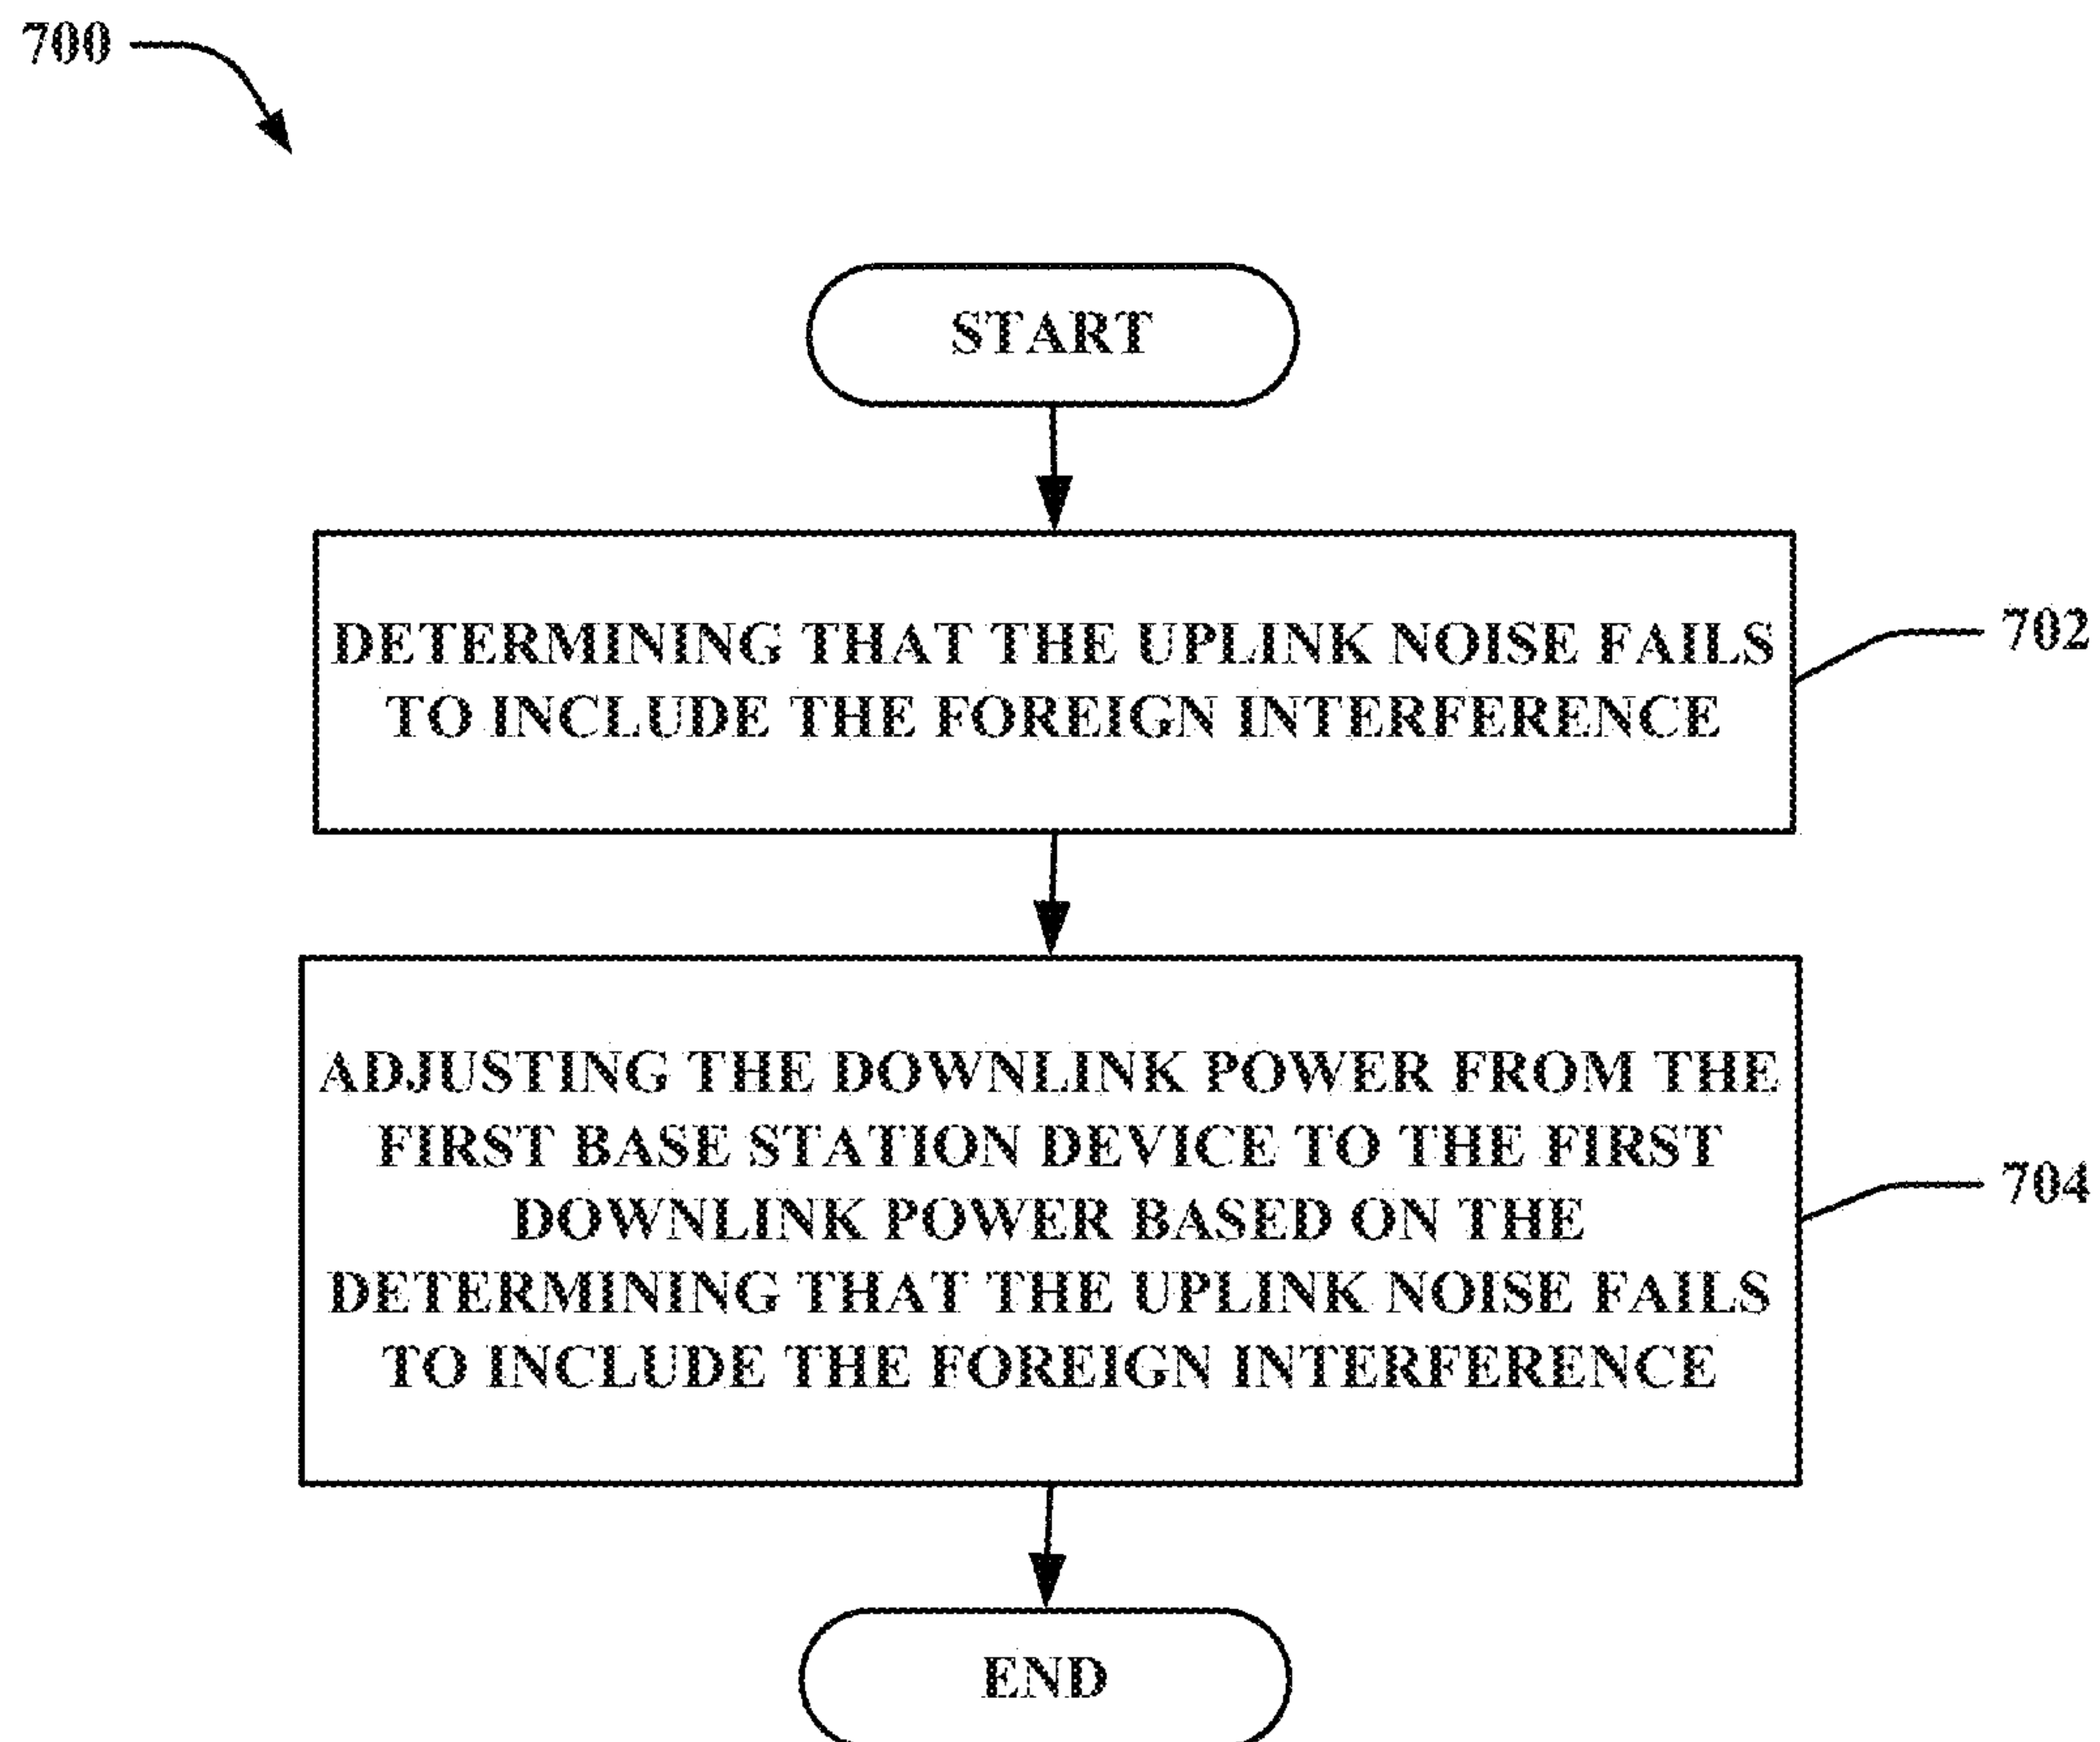 700
START
DETERMINING THAT THE UPLINK NOISE FAILS
TO INCLUDE THE FOREIGN INTERFERENCE
702
ADJUSTING THE DOWNLINK POWER FROM THE
FIRST BASE STATION DEVICE TO THE FIRST
DOWNLINK POWER BASED ON THE
DETERMINING THAT THE UPLINK NOISE FAILS
TO INCLUDE THE FOREIGN INTERFERENCE
704
END